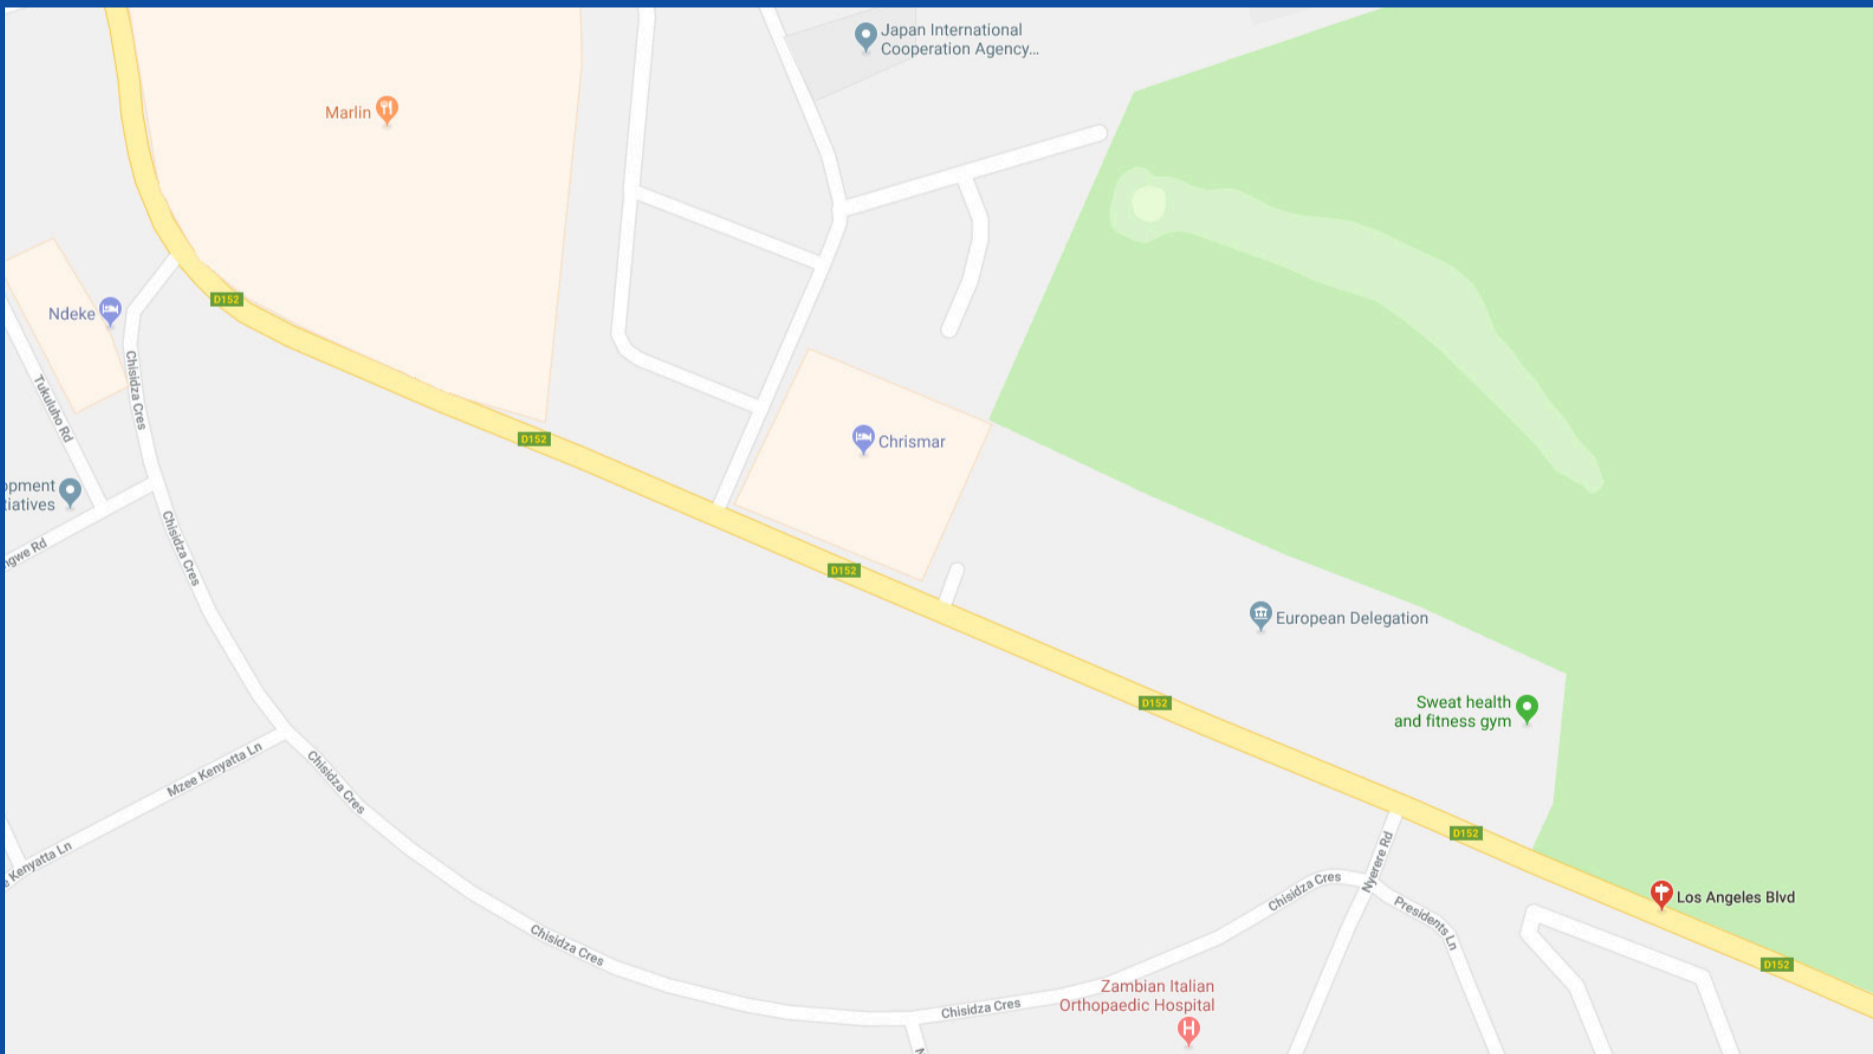 Japan International
Cooperation Agency...
Marlin
D152
Ndeke
Chisidza Cres
Tukuluho Rd
D152
Chrismar
opment
tiatives
Chisidza Cres
ngwe Rd
D152
European Delegation
D152
Sweat health
and fitness gym
Mzee Kenyatta Ln
Chisidza Cres
D152
Kenyatta Ln
Nyerere Rd
Chisidza Cres
Los Angeles Blvd
Presidents Ln
Chisidza Cres
D152
Zambian Italian
Orthopaedic Hospital
Chisidza Cres